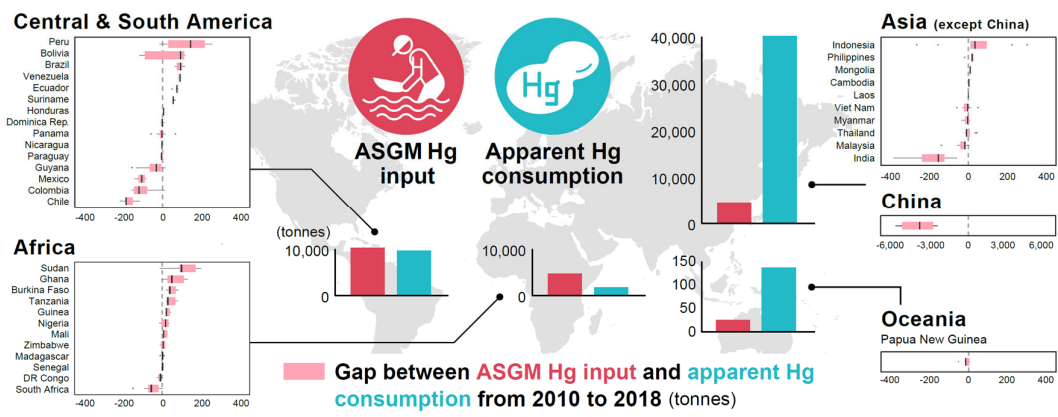 Central & South America
Peru
Bolivia
Brazil
Venezuela
Ecuador
Suriname
Honduras
Dominica Rep.
Panama
Nicaragua
Paraguay
Guyana
Mexico
Colombia
Chile
-400 -200 0 200 400
Africa
Sudan
Ghana
Burkina Faso
Tanzania
Guinea
Nigeria
Mali
Zimbabwe
Madagascar
Senegal
DR Congo
South Africa
-400 -200 0 200 400
Hg
ASGM Hg
input
Apparent Hg
consumption
(tonnes)
10,000
0
10,000
0
40,000
30,000
20,000
10,000
0
150
100
50
0
Asia (except China)
Indonesia
Philippines
Mongolia
Cambodia
Laos
Viet Nam
Myanmar
Thailand
Malaysia
India
-400 -200 0 200 400
China
-6,000 -3,000 0 3,000 6,000
Oceania
Papua New Guinea
-400 -200 0 200 400
Gap between ASGM Hg input and apparent Hg
consumption from 2010 to 2018 (tonnes)